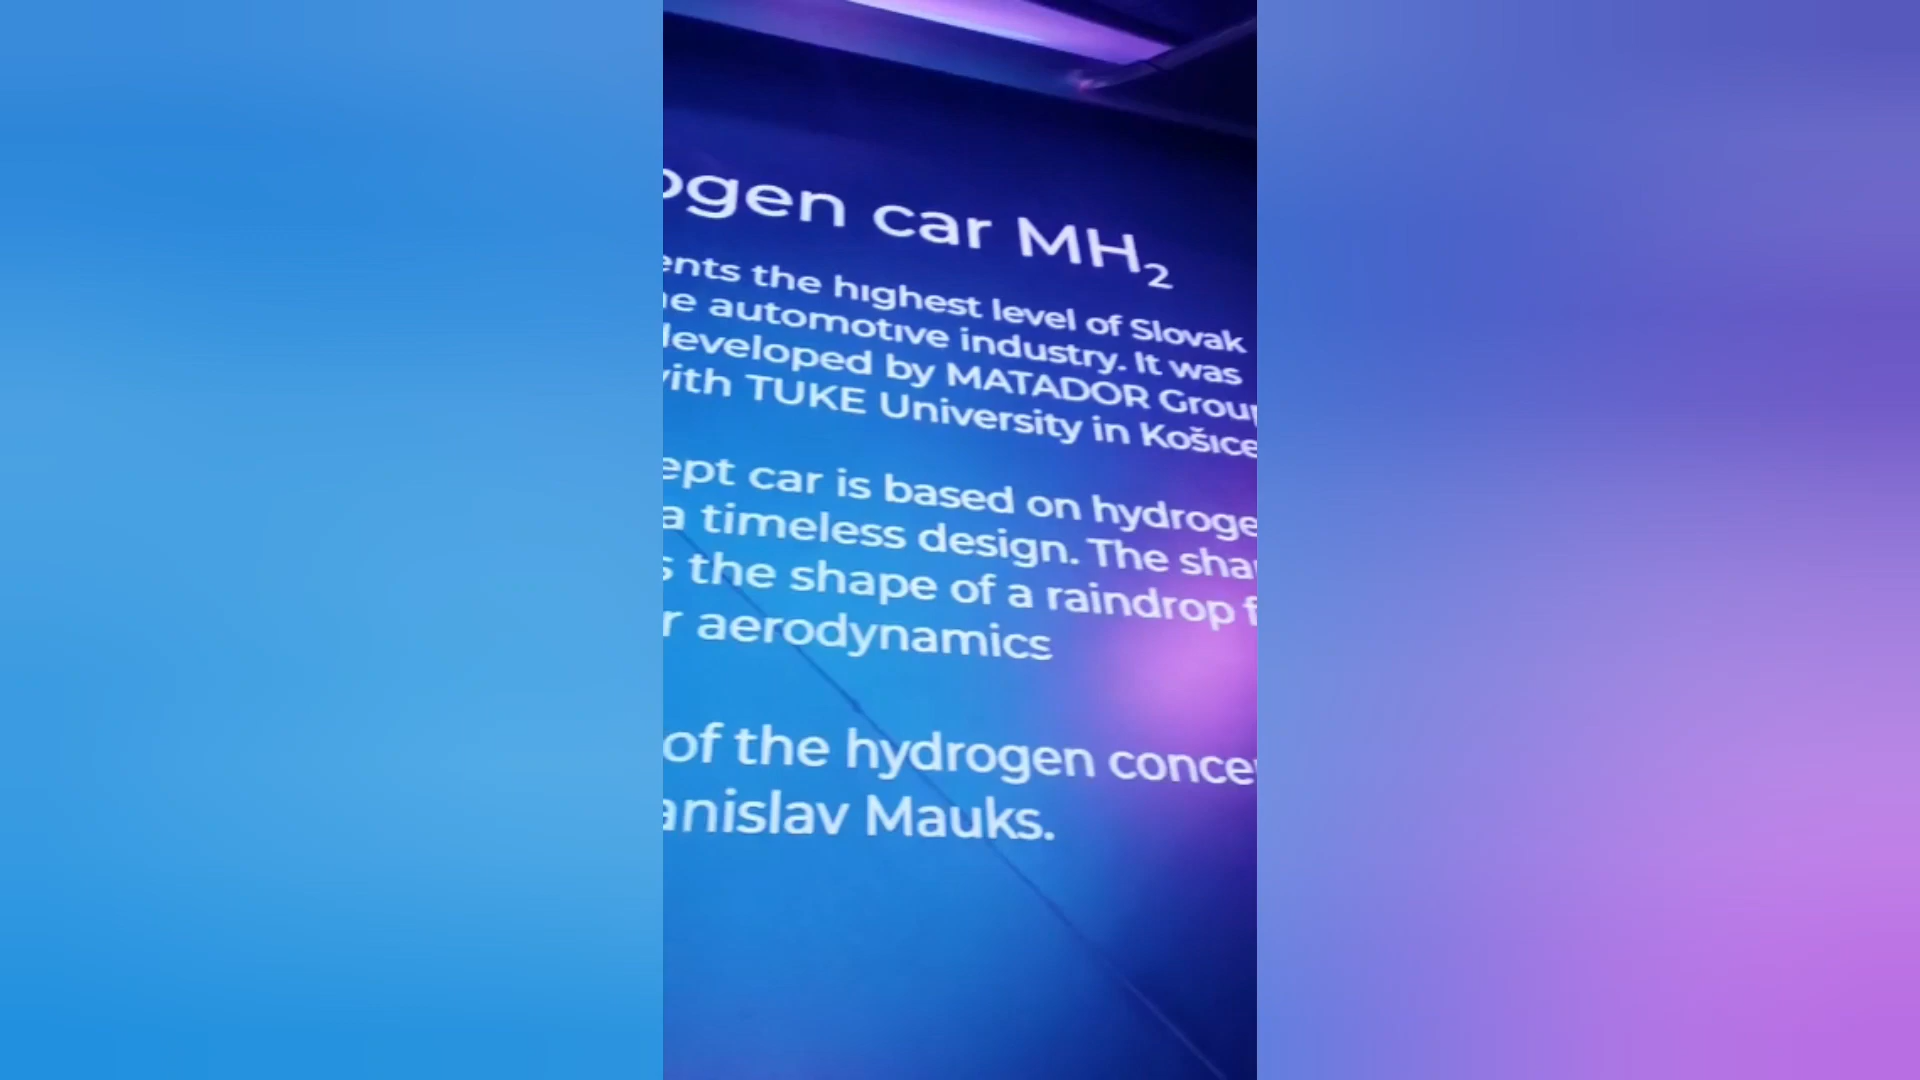 ogen car MH₂
ents the highest level of Slovak
e automotive industry. It was
developed by MATADOR Group
ith TUKE University in Košice
ept car is based on hydroge
a timeless design. The sha
s the shape of a raindrop f
r aerodynamics
of the hydrogen conce
anislav Mauks.